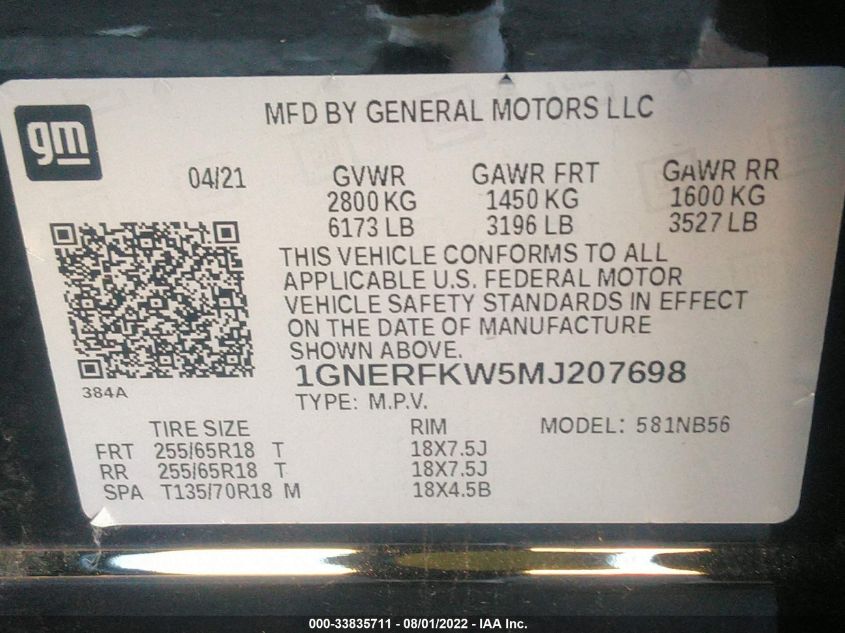 gm
MFD BY GENERAL MOTORS LLC
04/21 GVWR GAWR FRT GAWR RR
2800 KG 1450 KG 1600 KG
6173 LB 3196 LB 3527 LB
THIS VEHICLE CONFORMS TO ALL
APPLICABLE U.S. FEDERAL MOTOR
VEHICLE SAFETY STANDARDS IN EFFECT
ON THE DATE OF MANUFACTURE
SHOWN ABOVE.
1GNERFKW5MJ207698
384A
TYPE: M.P.V.
TIRE SIZE RIM MODEL: 581NB56
FRT 255/65R18 T 18X7.5J
RR 255/65R18 T 18X7.5J
SPA T135/70R18 M 18X4.5B
000-33835711 - 08/01/2022 - IAA Inc.